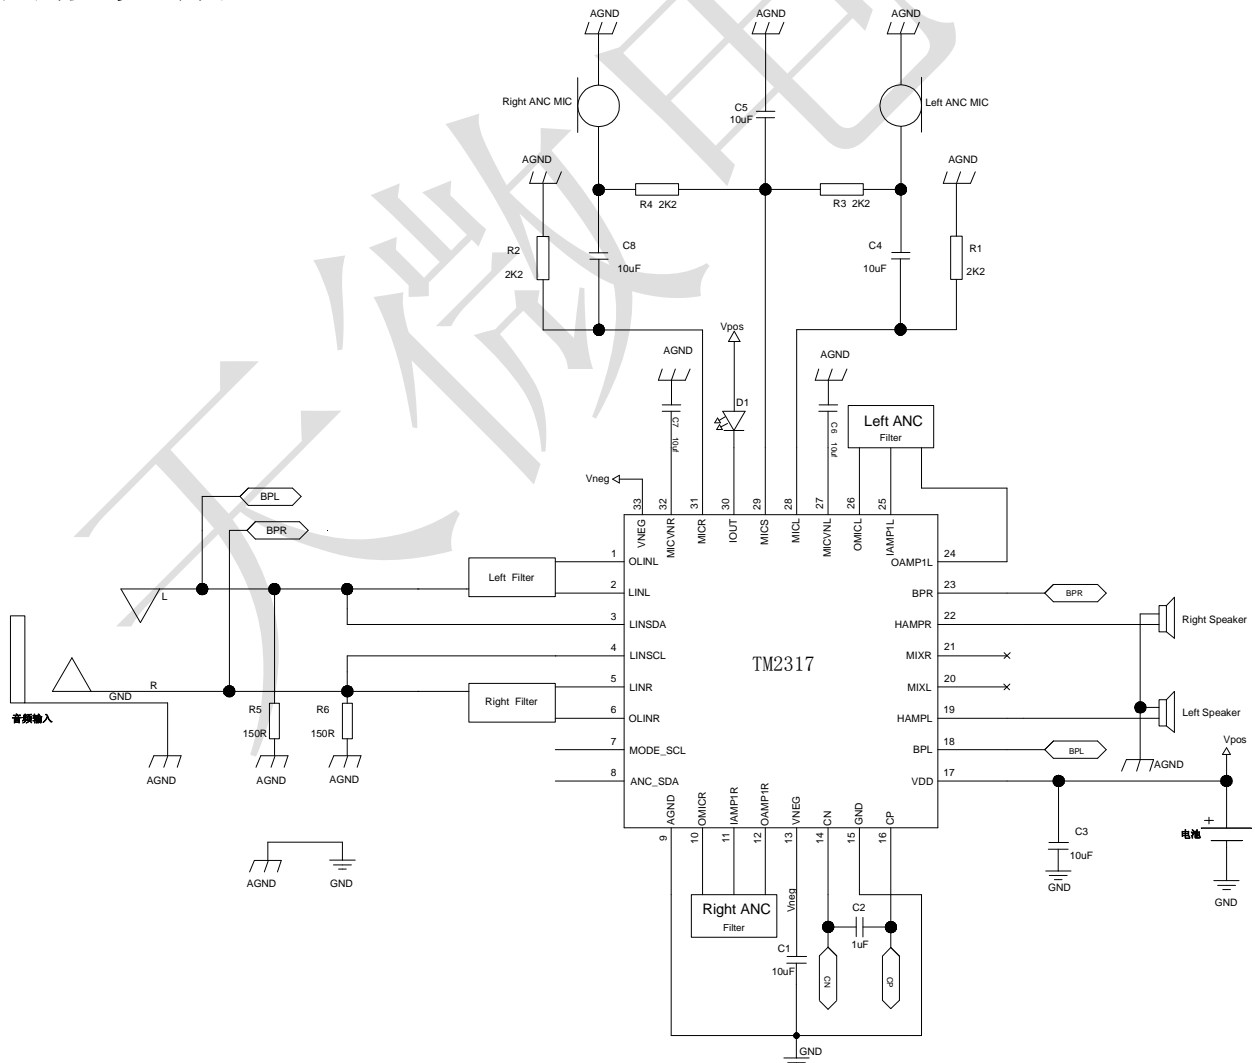 AGND
AGND
AGND
Right ANC MIC
C5
10uF
Left ANC MIC
AGND
AGND
R4 2K2
R3 2K2
R2
2K2
C8
10uF
C4
10uF
R1
2K2
Vpos
AGND
AGND
C7 10uf
D1
C6 10uf
Left ANC
Filter
Vneg
BPL
BPR
33
32
31
30
29
28
27
26
25
VNEG
MICVNR
MICR
IOUT
MICS
MICL
MICVNL
OMICL
IAMP1L
1 OLINL
2 LINL
3 LINSDA
4 LINSCL
5 LINR
6 OLINR
7 MODE_SCL
8 ANC_SDA
Left Filter
Right Filter
TM2317
OAMP1L 24
BPR 23
HAMPR 22
MIXR 21
MIXL 20
HAMPL 19
BPL 18
VDD 17
BPR
Right Speaker
Left Speaker
BPL
AGND
Vpos
L
R
GND
音频输入
R5
150R
R6
150R
AGND
AGND
AGND
AGND
GND
AGND
OMICR
IAMP1R
OAMP1R
VNEG
CN
GND
CP
9
10
11
12
13
14
15
16
Right ANC
Filter
Vneg
C1
10uF
C2
1uF
CN
CP
GND
C3
10uF
GND
电池
+
GND
天微电